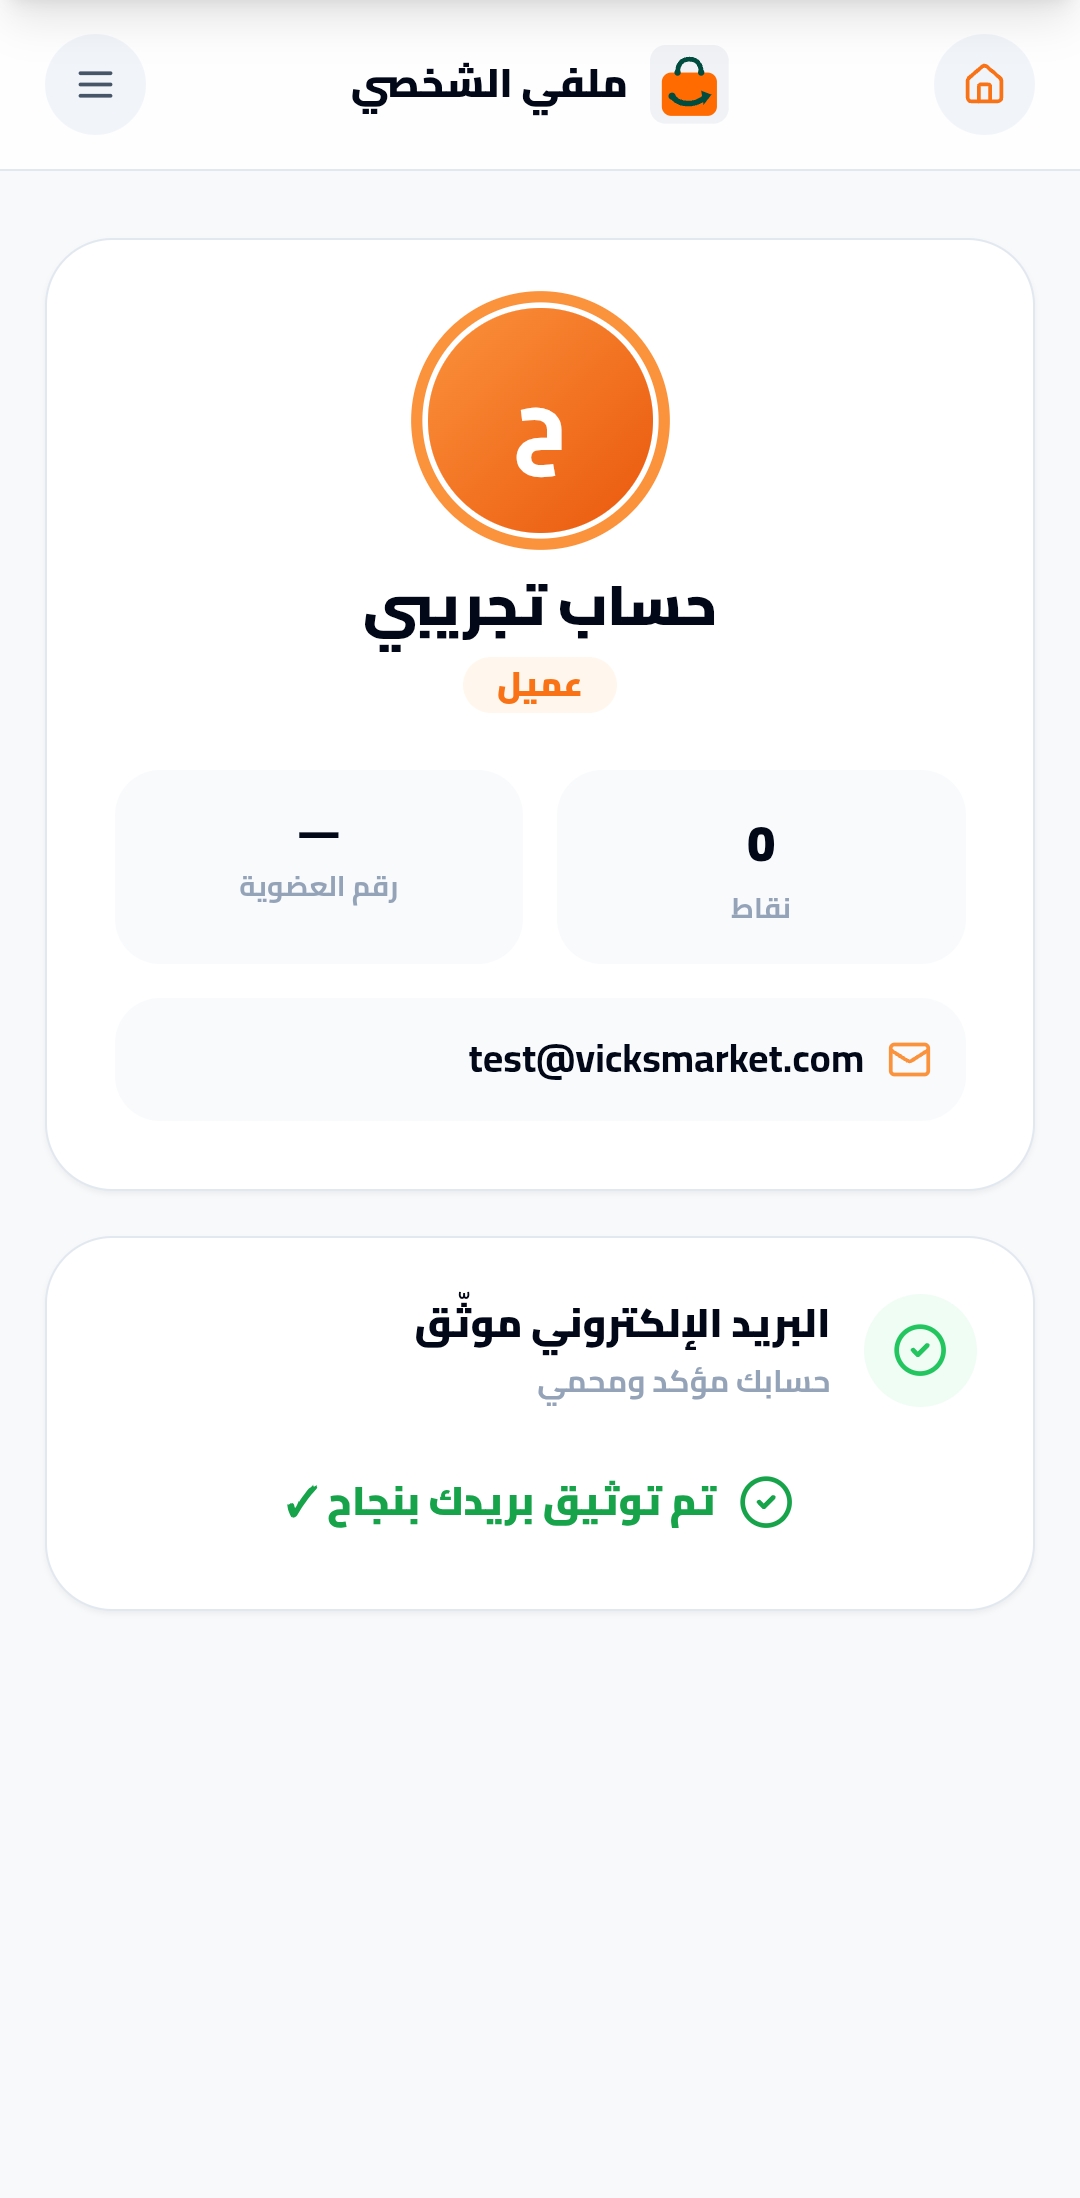 ملفي الشخصي
ح
حساب تجريبي
عميل
0
نقاط
—
رقم العضوية
test@vicksmarket.com
البريد الإلكتروني موثّق
حسابك مؤكد ومحمي
تم توثيق بريدك بنجاح ✓